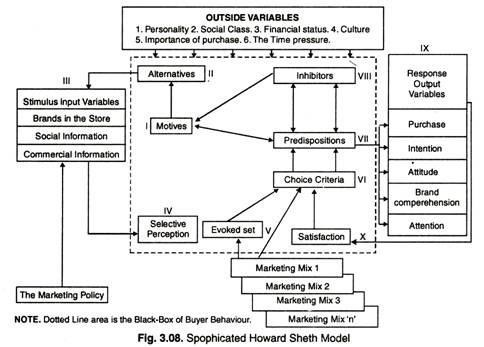 OUTSIDE VARIABLES
1. Personality 2. Social Class. 3. Financial status. 4. Culture
5. Importance of purchase. 6. The Time pressure.
IX
III
Alternatives
II
Inhibitors
VIII
Response
Output
Variables
Stimulus Input Variables
Brands in the Store
Social Information
Commercial Information
I
Motives
Predispositions
VII
Purchase
Intention
Choice Criteria
VI
Attitude
Brand
comperehension
Attention
IV
Selective
Perception
Evoked set
V
Satisfaction
X
Marketing Mix 1
Marketing Mix 2
Marketing Mix 3
Marketing Mix 'n'
The Marketing Policy
NOTE. Dotted Line area is the Black-Box of Buyer Behaviour.
Fig. 3.08. Spophicated Howard Sheth Model